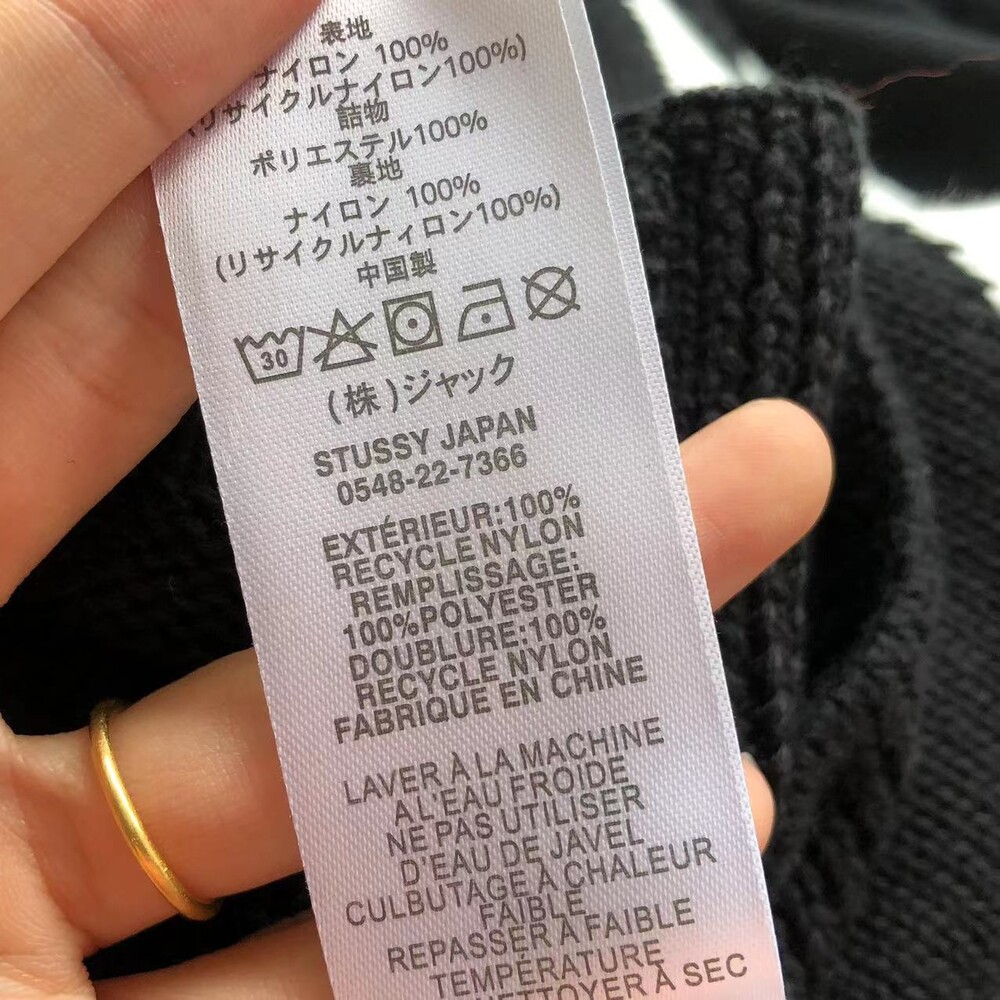 表地
ナイロン 100%
(リサイクルナイロン100%)
詰物
ポリエステル100%
裏地
ナイロン 100%
(リサイクルナィロン100%)
中国製
30
(株)ジャック
STUSSY JAPAN
0548-22-7366
EXTÉRIEUR:100%
RECYCLE NYLON
REMPLISSAGE:
100%POLYESTER
DOUBLURE:100%
RECYCLE NYLON
FABRIQUE EN CHINE
LAVER À LA MACHINE
A L'EAU FROIDE
NE PAS UTILISER
D'EAU DE JAVEL
CULBUTAGE À CHALEUR
FAIBLE
REPASSER À FAIBLE
TEMPÉRATURE
NETTOYER À SEC